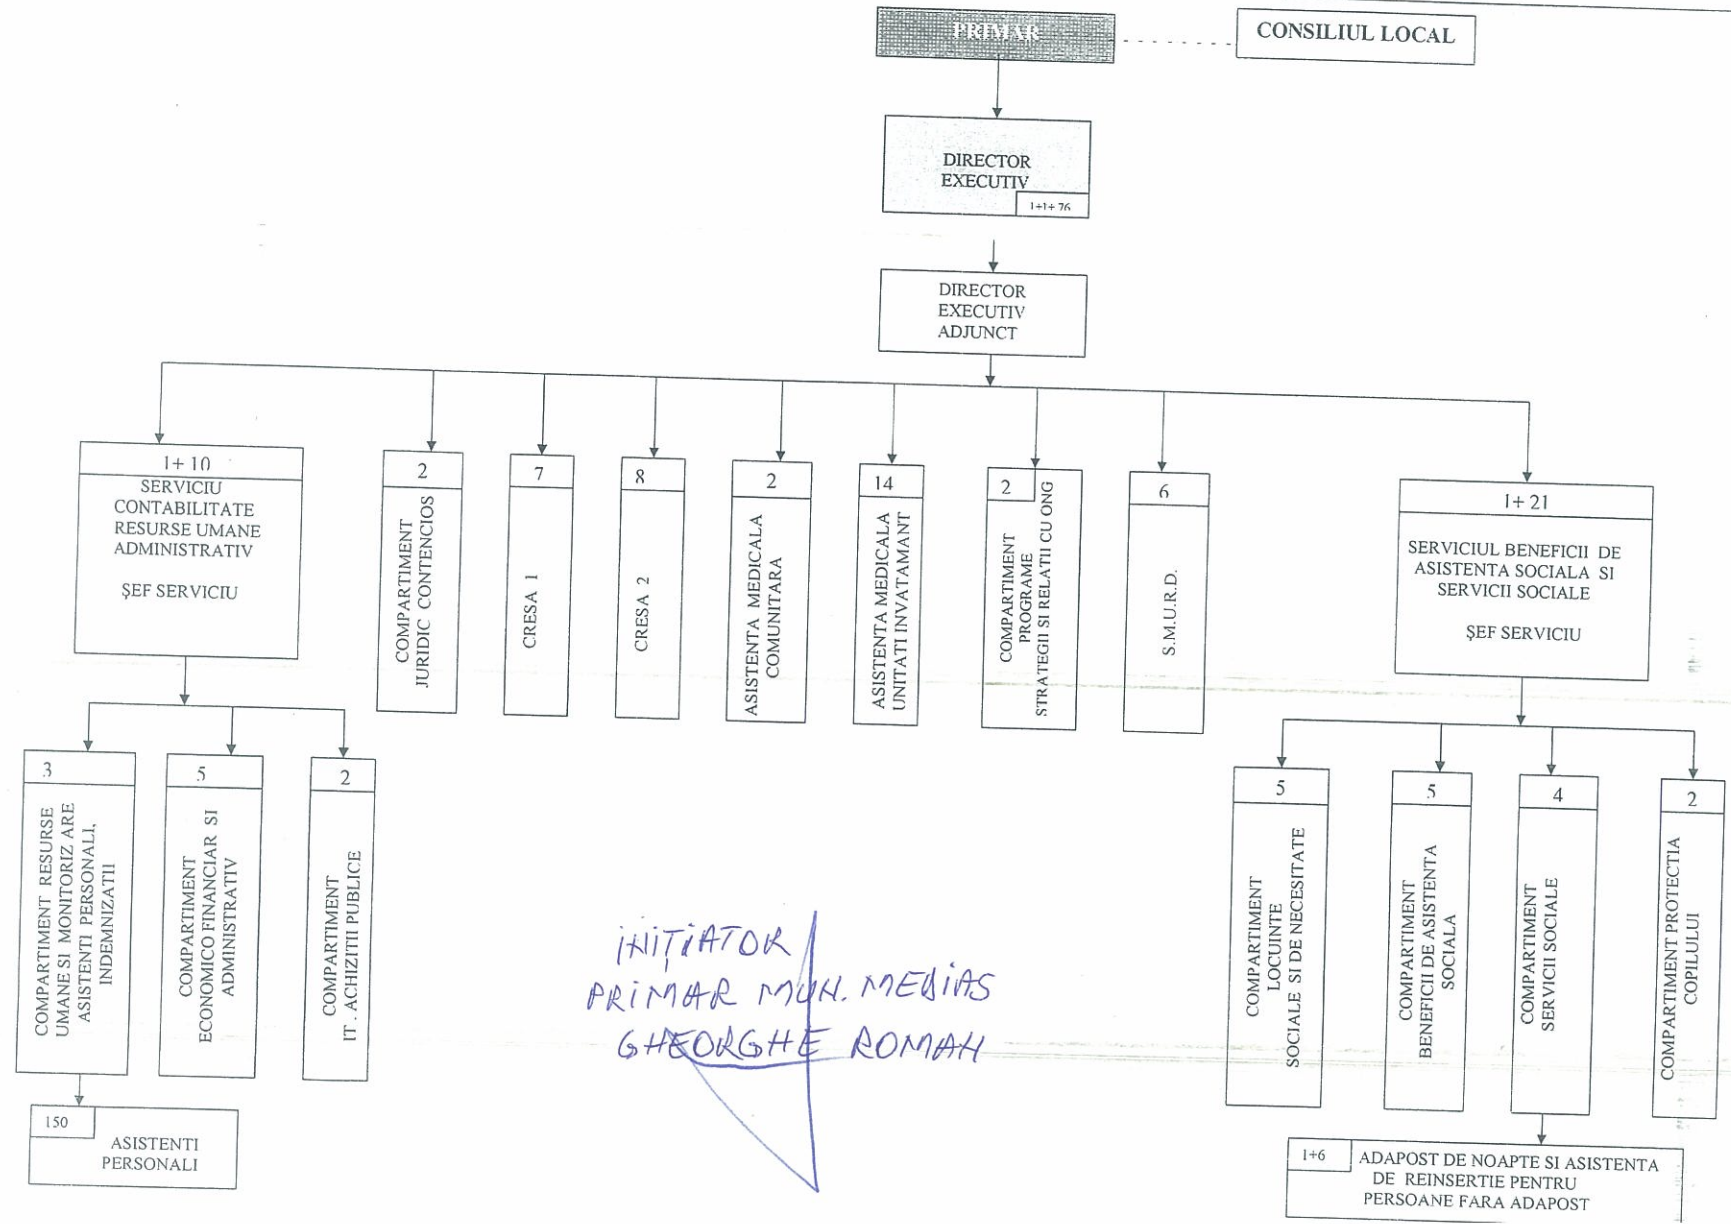 PRIMAR
CONSILIUL LOCAL
DIRECTOR
EXECUTIV
1+1+ 76
DIRECTOR
EXECUTIV
ADJUNCT
1+ 10
SERVICIU
CONTABILITATE
RESURSE UMANE
ADMINISTRATIV
ŞEF SERVICIU
2
COMPARTIMENT
JURIDIC CONTENCIOS
7
CRESA 1
8
CRESA 2
2
ASISTENTA MEDICALA
COMUNITARA
14
ASISTENTA MEDICALA
UNITATI INVATAMANT
2
COMPARTIMENT
PROGRAME
STRATEGII SI RELATII CU ONG
6
S.M.U.R.D.
1+ 21
SERVICIUL BENEFICII DE
ASISTENTA SOCIALA SI
SERVICII SOCIALE
ŞEF SERVICIU
3
COMPARTIMENT RESURSE
UMANE SI MONITORIZ ARE
ASISTENTI PERSONALI,
INDEMNIZATII
5
COMPARTIMENT
ECONOMICO FINANCIAR SI
ADMINISTRATIV
2
COMPARTIMENT
IT . ACHIZITII PUBLICE
5
COMPARTIMENT
LOCUINTE
SOCIALE SI DE NECESITATE
5
COMPARTIMENT
BENEFICII DE ASISTENTA
SOCIALA
4
COMPARTIMENT
SERVICII SOCIALE
2
COMPARTIMENT PROTECTIA
COPILULUI
150
ASISTENTI
PERSONALI
1+6
ADAPOST DE NOAPTE SI ASISTENTA
DE REINSERTIE PENTRU
PERSOANE FARA ADAPOST
INIȚIATOR
PRIMAR MUN. MEDIAS
GHEORGHE ROMAN